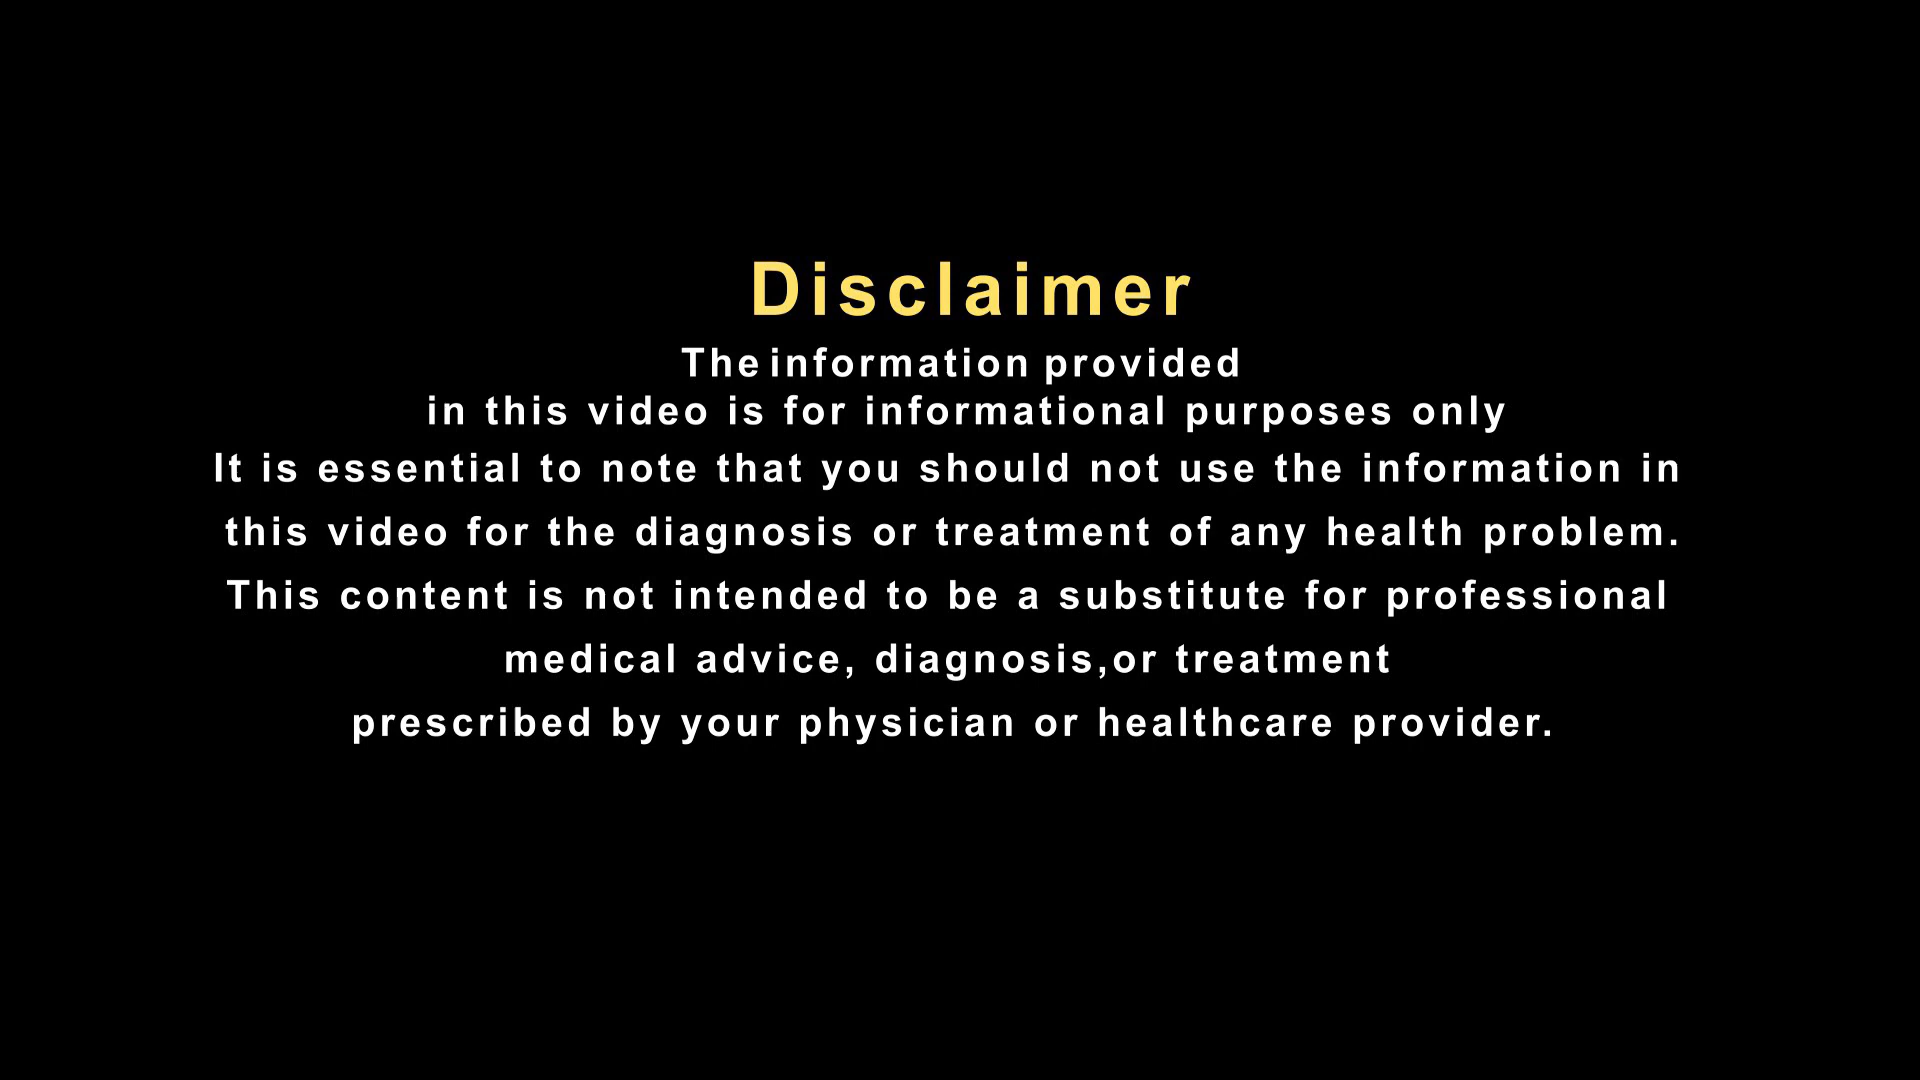 Disclaimer
The information provided
in this video is for informational purposes only
It is essential to note that you should not use the information in
this video for the diagnosis or treatment of any health problem.
This content is not intended to be a substitute for professional
medical advice, diagnosis,or treatment
prescribed by your physician or healthcare provider.